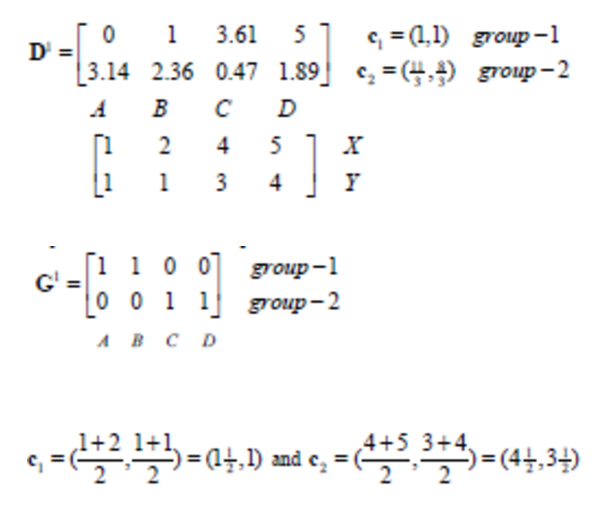 D¹ = [ 0 1 3.61 5 ] c₁ = (1,1) group−1
[ 3.14 2.36 0.47 1.89 ] c₂ = (11/3, 8/3) group−2
A B C D
[ 1 2 4 5 ] X
[ 1 1 3 4 ] Y
G¹ = [ 1 1 0 0 ] group−1
[ 0 0 1 1 ] group−2
A B C D
c₁ = ( (1+2)/2 , (1+1)/2 ) = (1½,1) and c₂ = ( (4+5)/2 , (3+4)/2 ) = (4½,3½)